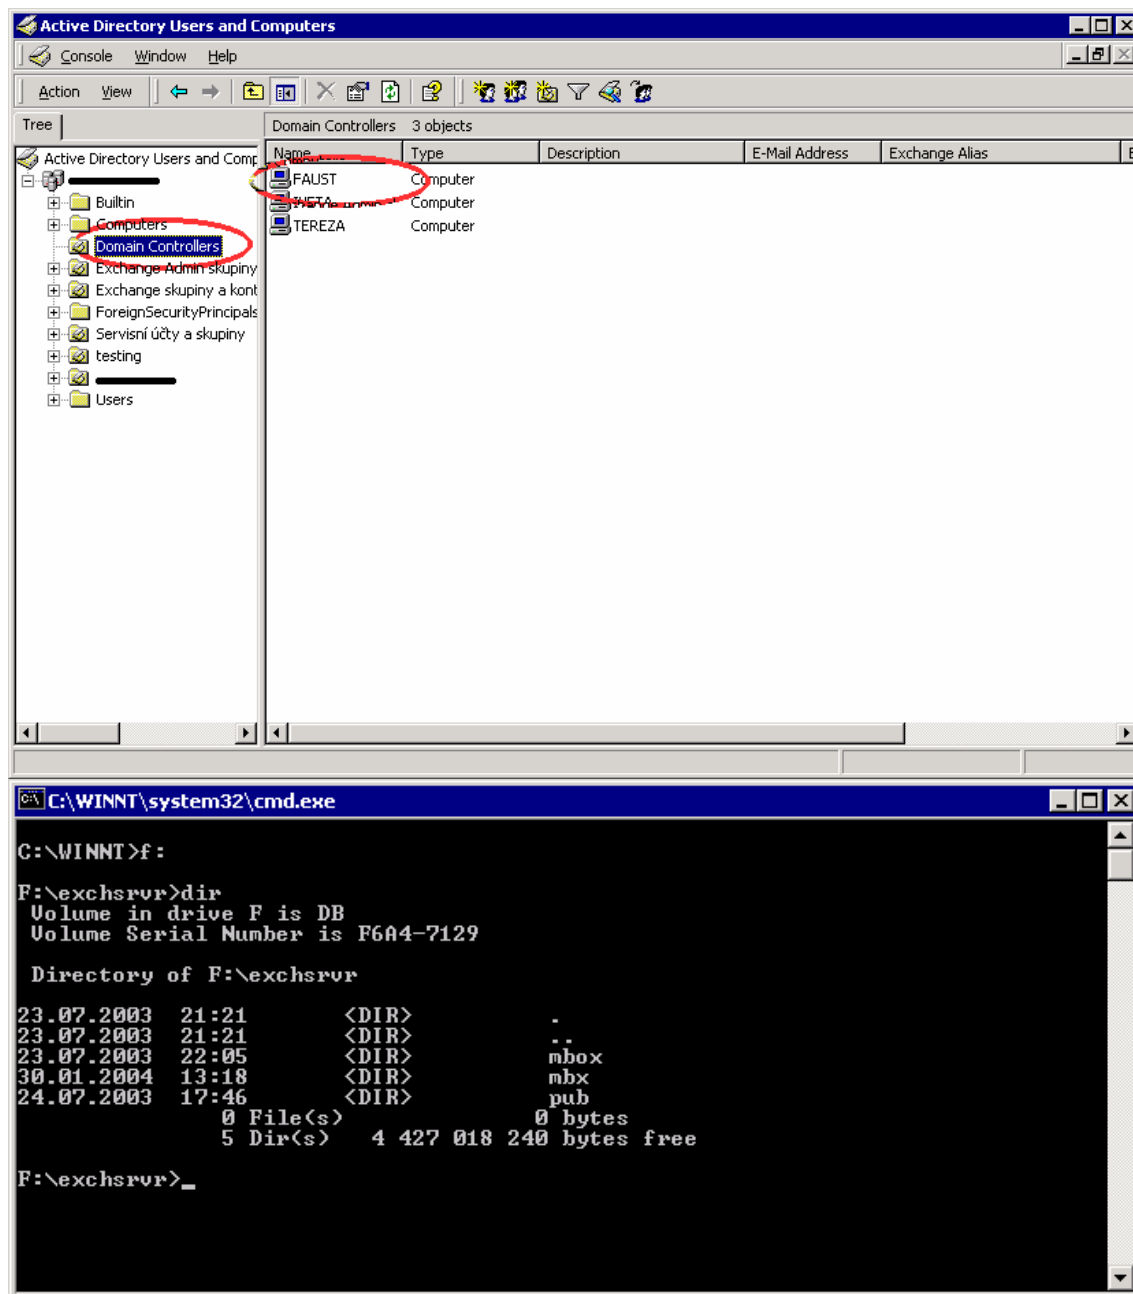 Active Directory Users and Computers
Console Window Help
Action View
Tree
Domain Controllers 3 objects
Active Directory Users and Comp
Name Type Description E-Mail Address Exchange Alias E
FAUST Computer
Computer
TEREZA Computer
Builtin
Computers
Domain Controllers
Exchange Admin skupiny
Exchange skupiny a kont
ForeignSecurityPrincipals
Servisní účty a skupiny
testing
Users
C:\WINNT\system32\cmd.exe
C:\WINNT>f:
F:\exchsrvr>dir
Volume in drive F is DB
Volume Serial Number is F6A4-7129
Directory of F:\exchsrvr
23.07.2003 21:21 <DIR> .
23.07.2003 21:21 <DIR> ..
23.07.2003 22:05 <DIR> mbox
30.01.2004 13:18 <DIR> mbx
24.07.2003 17:46 <DIR> pub
0 File(s) 0 bytes
5 Dir(s) 4 427 018 240 bytes free
F:\exchsrvr>_